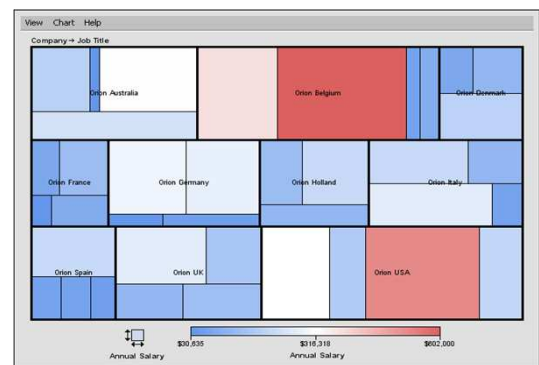 View Chart Help
Company → Job Title
Orion Australia
Orion Belgium
Orion Denmark
Orion France
Orion Germany
Orion Holland
Orion Italy
Orion Spain
Orion UK
Orion USA
$30,635 $316,318 $602,000
Annual Salary Annual Salary